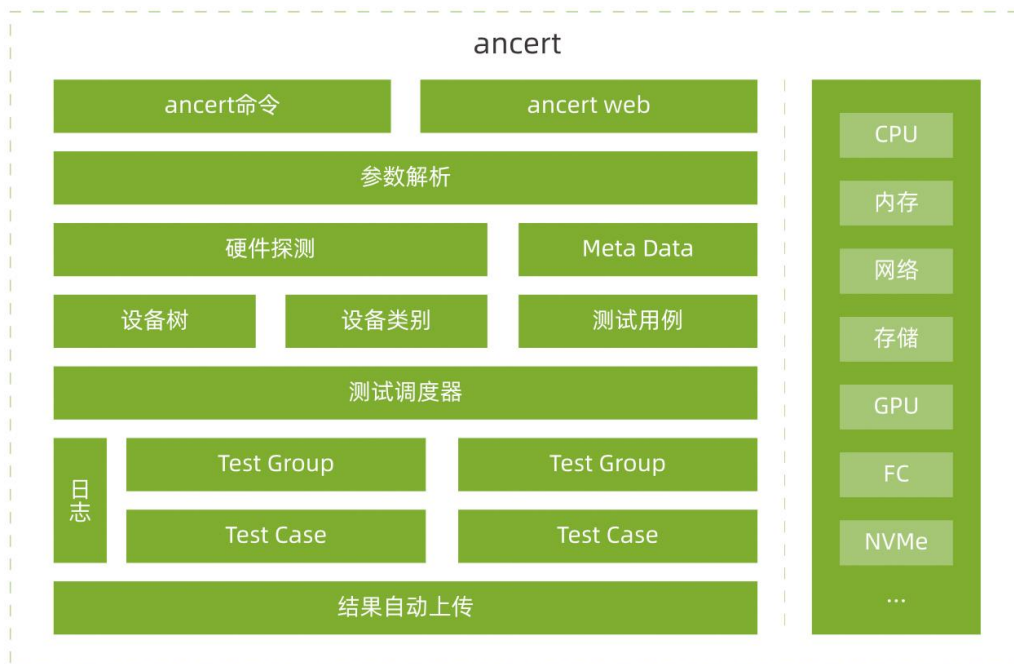 ancert
ancert命令
ancert web
参数解析
硬件探测
Meta Data
设备树
设备类别
测试用例
测试调度器
日志
Test Group
Test Group
Test Case
Test Case
结果自动上传
CPU
内存
网络
存储
GPU
FC
NVMe
...